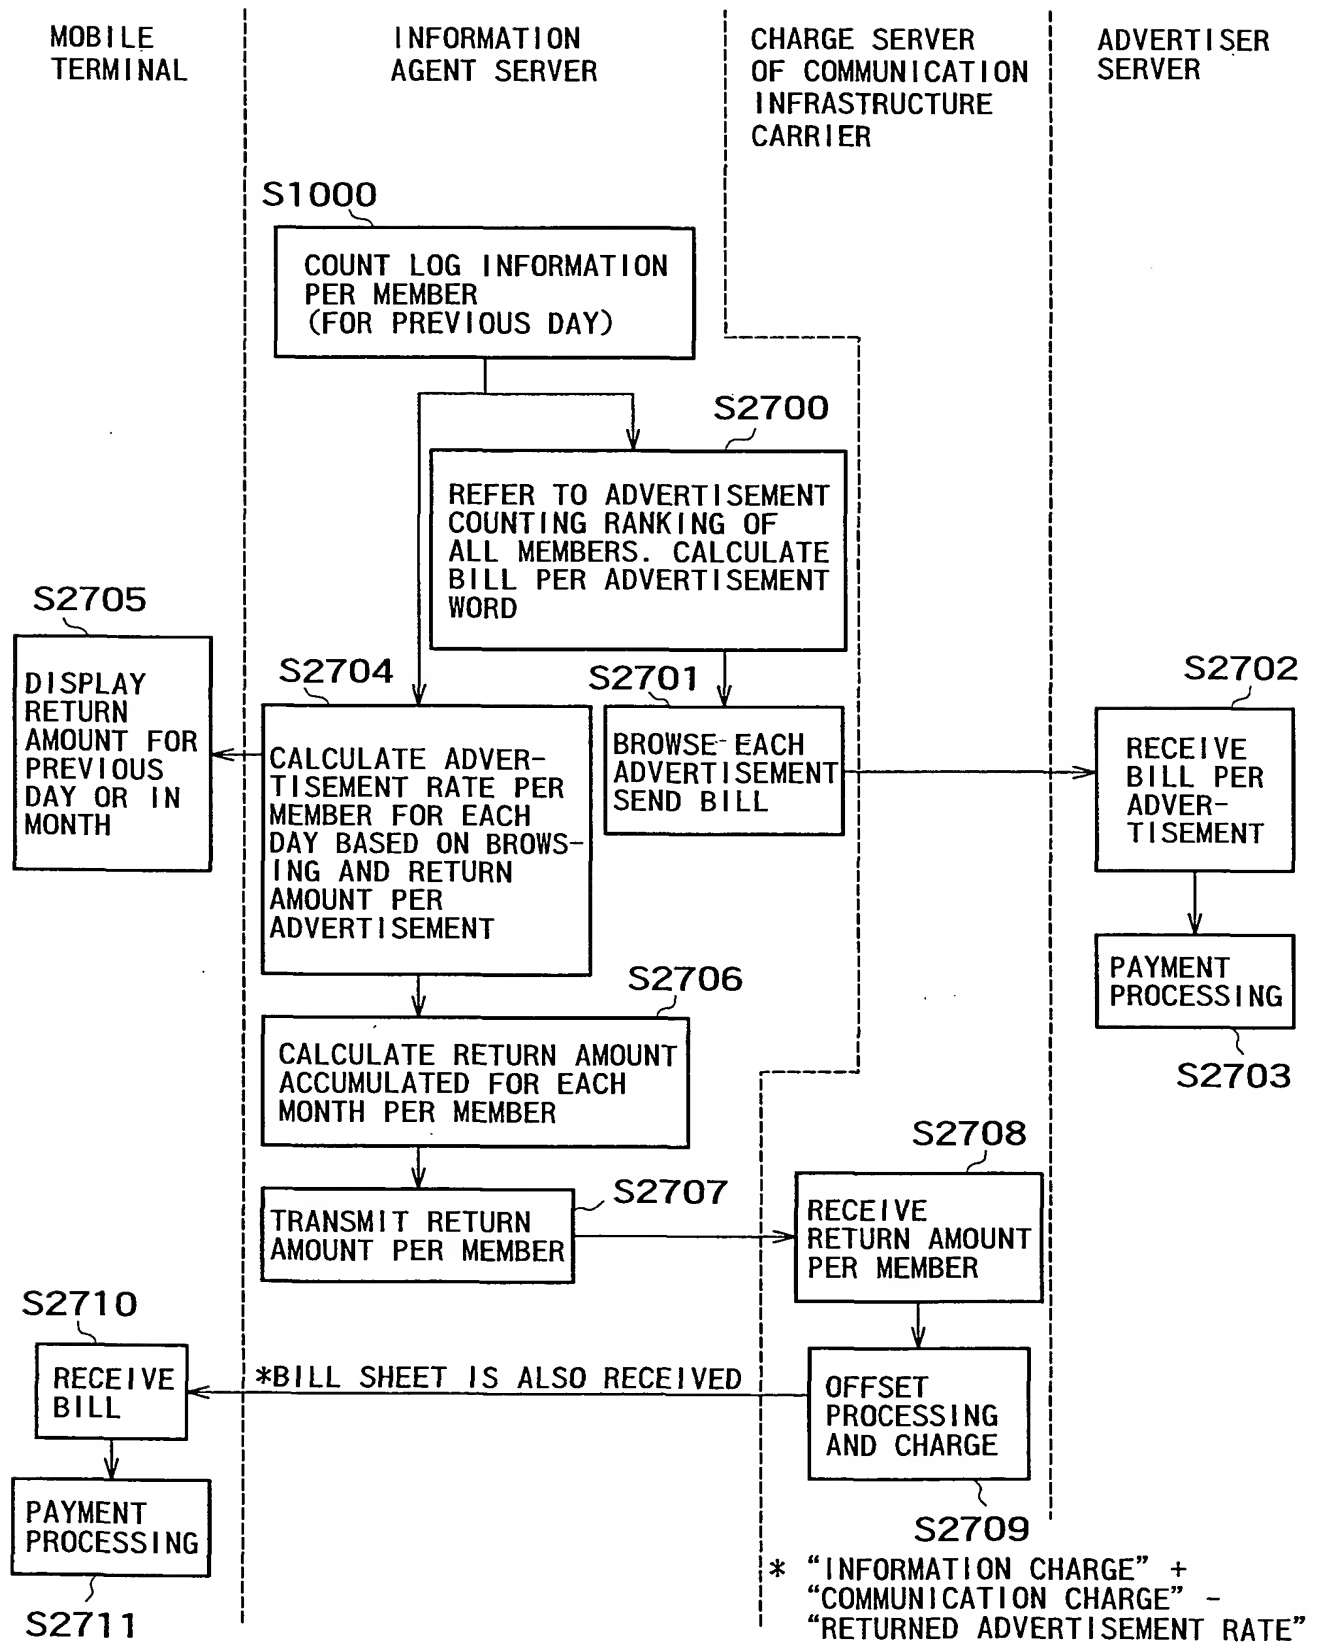 MOBILE
TERMINAL
INFORMATION
AGENT SERVER
CHARGE SERVER
OF COMMUNICATION
INFRASTRUCTURE
CARRIER
ADVERTISER
SERVER
S1000
COUNT LOG INFORMATION
PER MEMBER
(FOR PREVIOUS DAY)
S2700
REFER TO ADVERTISEMENT
COUNTING RANKING OF
ALL MEMBERS. CALCULATE
BILL PER ADVERTISEMENT
WORD
S2705
DISPLAY
RETURN
AMOUNT FOR
PREVIOUS
DAY OR IN
MONTH
S2704
CALCULATE ADVER-
TISEMENT RATE PER
MEMBER FOR EACH
DAY BASED ON BROWS-
ING AND RETURN
AMOUNT PER
ADVERTISEMENT
S2701
BROWSE EACH
ADVERTISEMENT
SEND BILL
S2702
RECEIVE
BILL PER
ADVER-
TISEMENT
PAYMENT
PROCESSING
S2703
S2706
CALCULATE RETURN AMOUNT
ACCUMULATED FOR EACH
MONTH PER MEMBER
S2707
TRANSMIT RETURN
AMOUNT PER MEMBER
S2708
RECEIVE
RETURN AMOUNT
PER MEMBER
S2710
RECEIVE
BILL
*BILL SHEET IS ALSO RECEIVED
OFFSET
PROCESSING
AND CHARGE
S2709
PAYMENT
PROCESSING
S2711
* “INFORMATION CHARGE” +
“COMMUNICATION CHARGE” -
“RETURNED ADVERTISEMENT RATE”